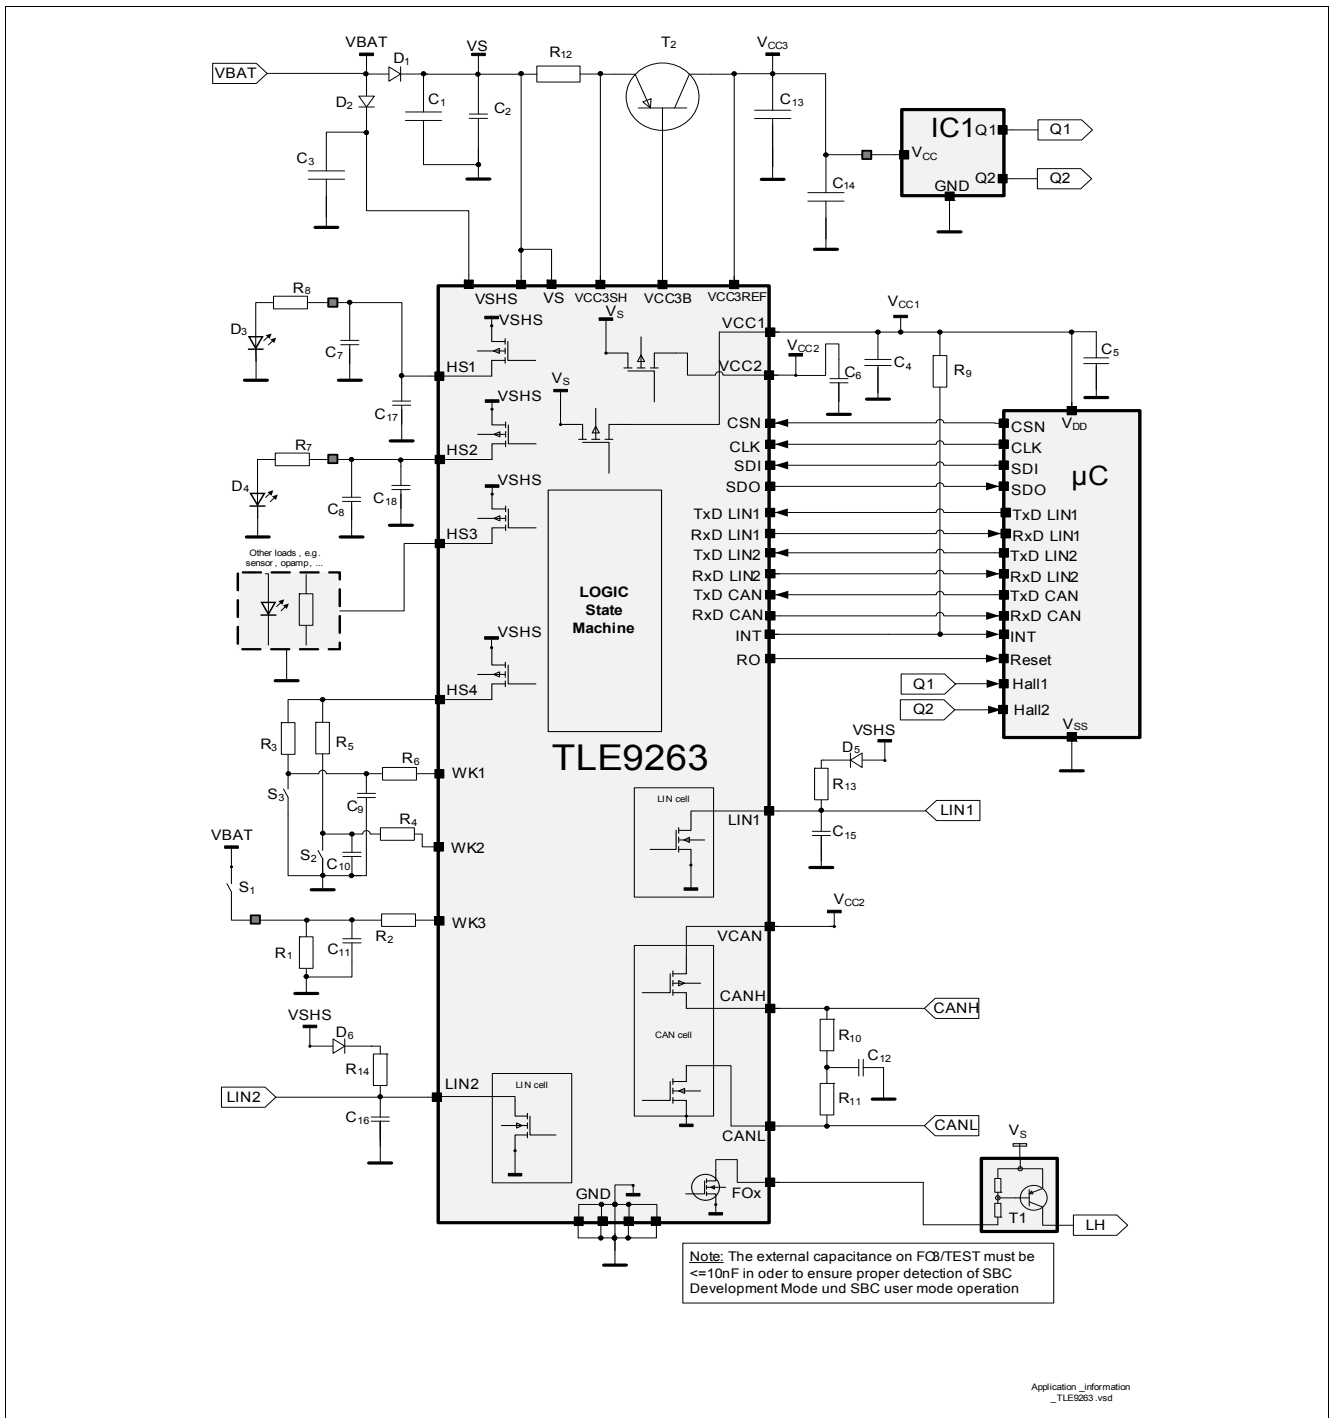 VBAT
VBAT
D1
VS
R12
T2
VCC3
D2
C1
C2
C3
C13
C14
IC1
Q1
Q2
VCC
GND
Q1
Q2
VSHS
VS
VCC3SH
VCC3B
VCC3REF
R8
D3
C7
C17
HS1
VSHS
VS
VCC1
VCC2
VCC2
VCC1
C6
C4
R9
C5
VS
VSHS
HS2
R7
D4
C8
C18
VSHS
HS3
Other loads , e.g.
sensor , opamp, ...
LOGIC
State
Machine
CSN
CLK
SDI
SDO
TxD LIN1
RxD LIN1
TxD LIN2
RxD LIN2
TxD CAN
RxD CAN
INT
RO
VDD
CSN
CLK
SDI
SDO
µC
TxD LIN1
RxD LIN1
TxD LIN2
RxD LIN2
TxD CAN
RxD CAN
INT
Reset
Hall1
Hall2
VSS
Q1
Q2
VSHS
HS4
R3
R5
R6
WK1
S3
C9
R4
WK2
S2
C10
VBAT
S1
R1
C11
R2
WK3
TLE9263
LIN cell
LIN1
VSHS
D5
R13
C15
LIN1
VCC2
VCAN
CANH
CAN cell
CANL
R10
C12
R11
CANH
CANL
VSHS
D6
R14
LIN2
LIN2
C16
LIN cell
GND
FOx
VS
T1
LH
Note: The external capacitance on FO3/TEST must be
<=10nF in oder to ensure proper detection of SBC
Development Mode und SBC user mode operation
Application _information
_TLE9263 .vsd